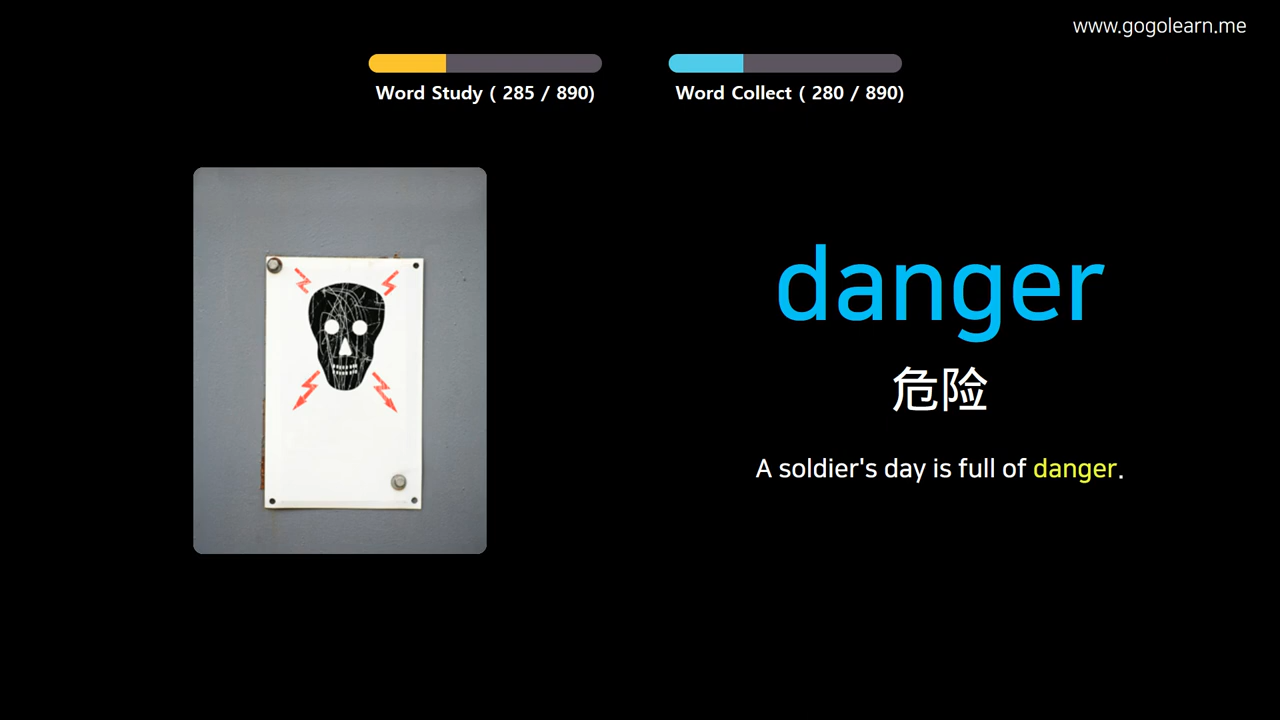 www.gogolearn.me
Word Study ( 285 / 890)
Word Collect ( 280 / 890)
danger
危险
A soldier's day is full of danger.